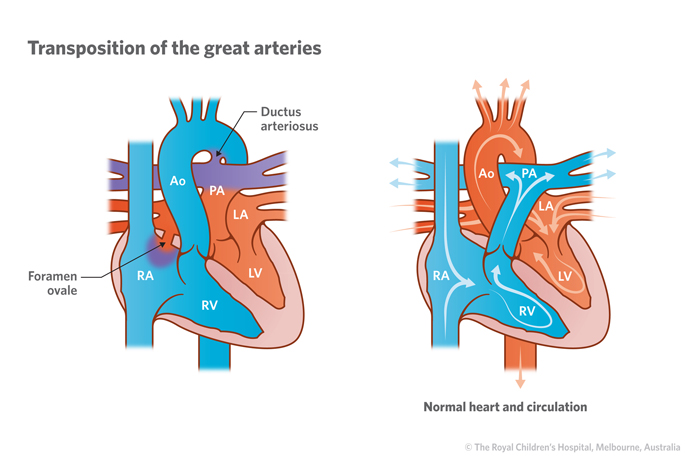 Transposition of the great arteries
Ductus
arteriosus
Ao
PA
LA
Foramen
ovale
RA
LV
RV
Ao
PA
LA
RA
LV
RV
Normal heart and circulation
© The Royal Children's Hospital, Melbourne, Australia